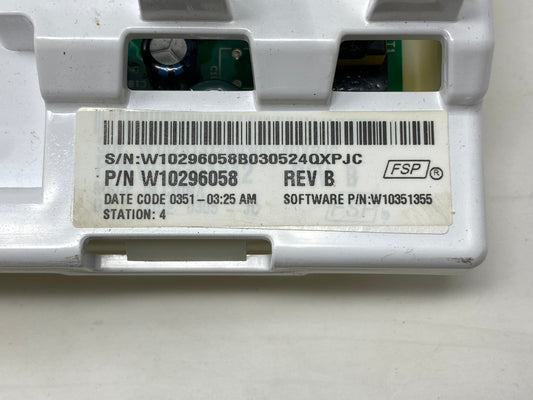 S/N:W10296058B030524QXPJC
P/N W10296058 REV B FSP ®
DATE CODE 0351-03:25 AM SOFTWARE P/N:W10351355
STATION: 4